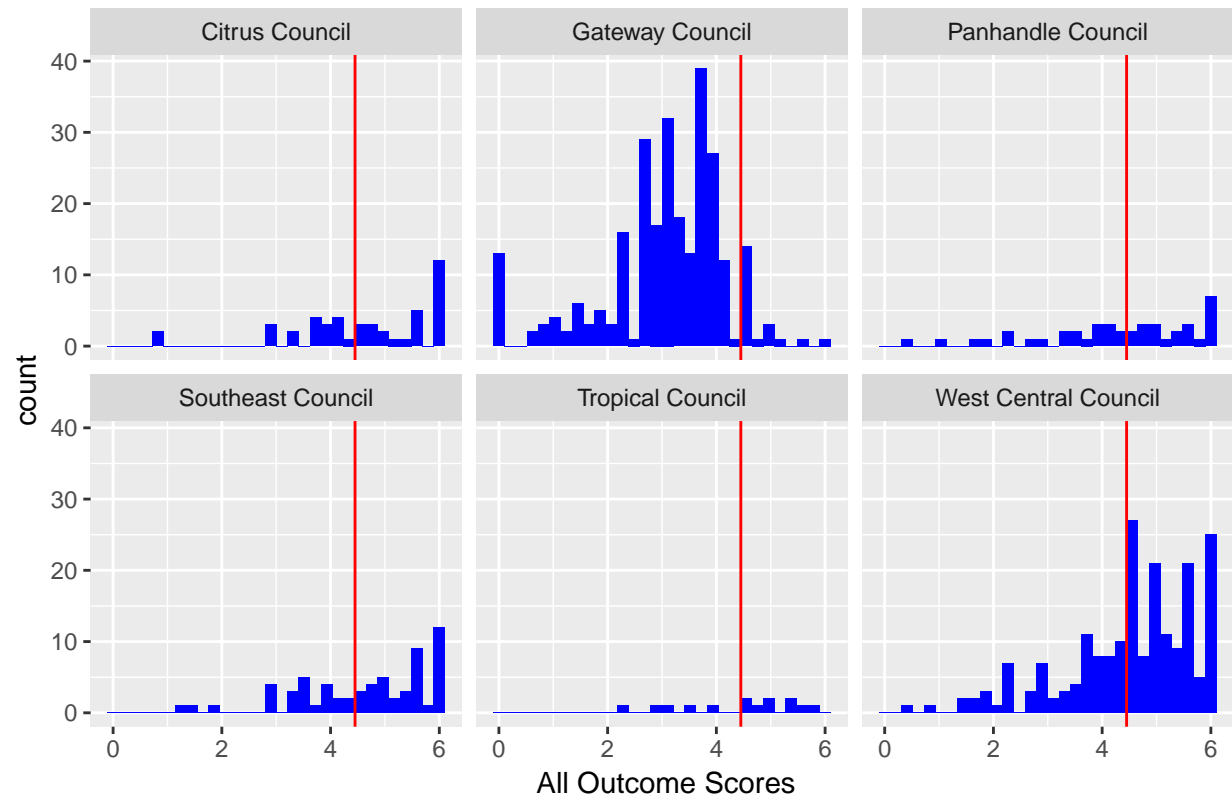 Citrus Council
Gateway Council
Panhandle Council
40
30
20
10
0
count
Southeast Council
Tropical Council
West Central Council
40
30
20
10
0
0 2 4 6
0 2 4 6
0 2 4 6
All Outcome Scores